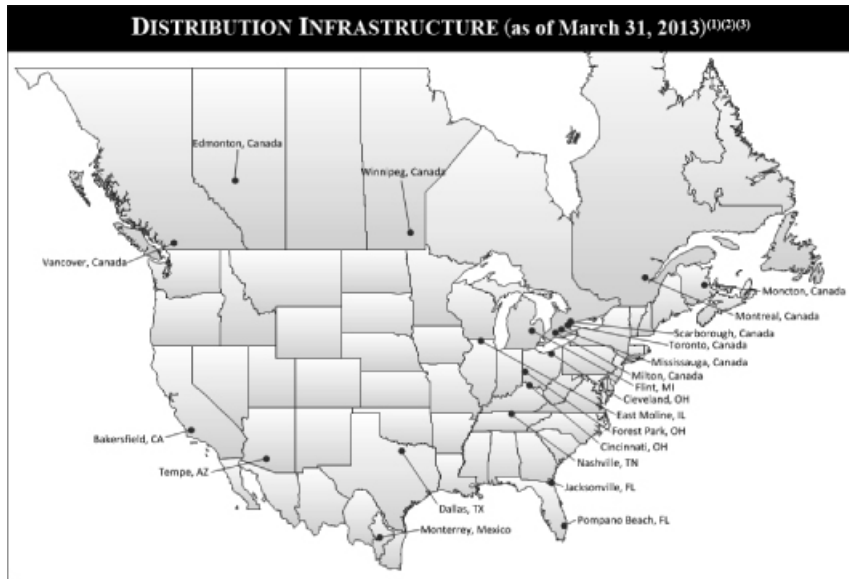 DISTRIBUTION INFRASTRUCTURE (as of March 31, 2013)(1)(2)(3)
Edmonton, Canada
Winnipeg, Canada
Vancover, Canada
Moncton, Canada
Montreal, Canada
Scarborough, Canada
Toronto, Canada
Mississauga, Canada
Milton, Canada
Flint, MI
Cleveland, OH
East Moline, IL
Forest Park, OH
Bakersfield, CA
Cincinnati, OH
Nashville, TN
Tempe, AZ
Jacksonville, FL
Dallas, TX
Pompano Beach, FL
Monterrey, Mexico